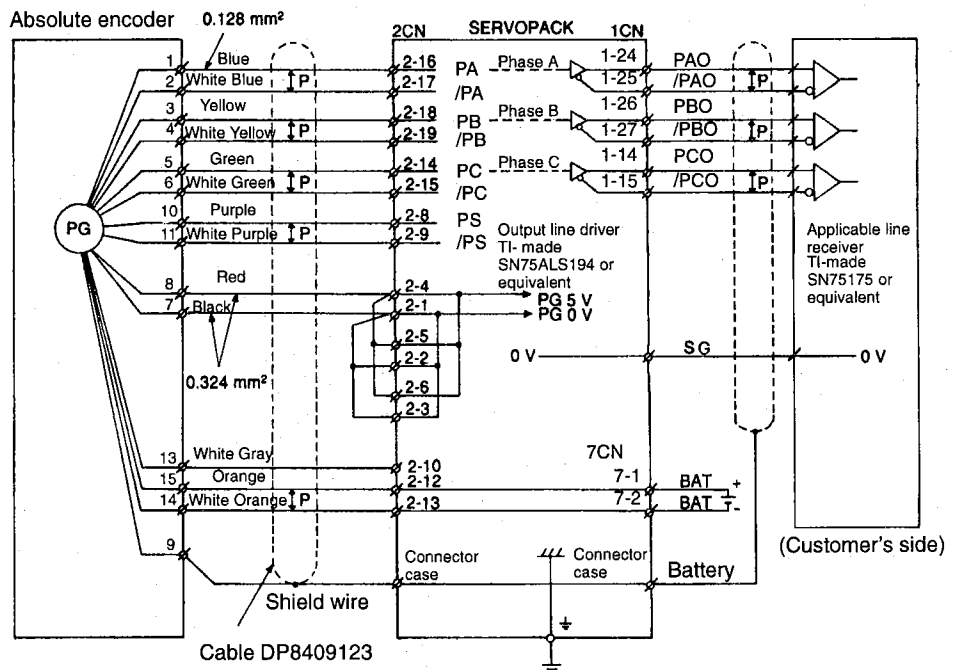 Absolute encoder
0.128 mm²
2CN
SERVOPACK
1CN
1
Blue
2-16
PA
Phase A
1-24
PAO
2
White Blue
P
2-17
/PA
1-25
/PAO
P
3
Yellow
2-18
PB
Phase B
1-26
PBO
4
White Yellow
P
2-19
/PB
1-27
/PBO
P
5
Green
2-14
PC
Phase C
1-14
PCO
6
White Green
P
2-15
/PC
1-15
/PCO
P
PG
10
Purple
2-8
PS
11
White Purple
P
2-9
/PS
Output line driver
TI- made
SN75ALS194 or
equivalent
Applicable line
receiver
TI-made
SN75175 or
equivalent
8
Red
2-4
PG 5 V
7
Black
2-1
PG 0 V
2-5
0 V
SG
0 V
2-2
0.324 mm²
2-6
2-3
13
White Gray
2-10
7CN
15
Orange
2-12
7-1
BAT
+
14
White Orange
P
2-13
7-2
BAT
-
9
(Customer's side)
Connector
case
Connector
case
Battery
Shield wire
Cable DP8409123